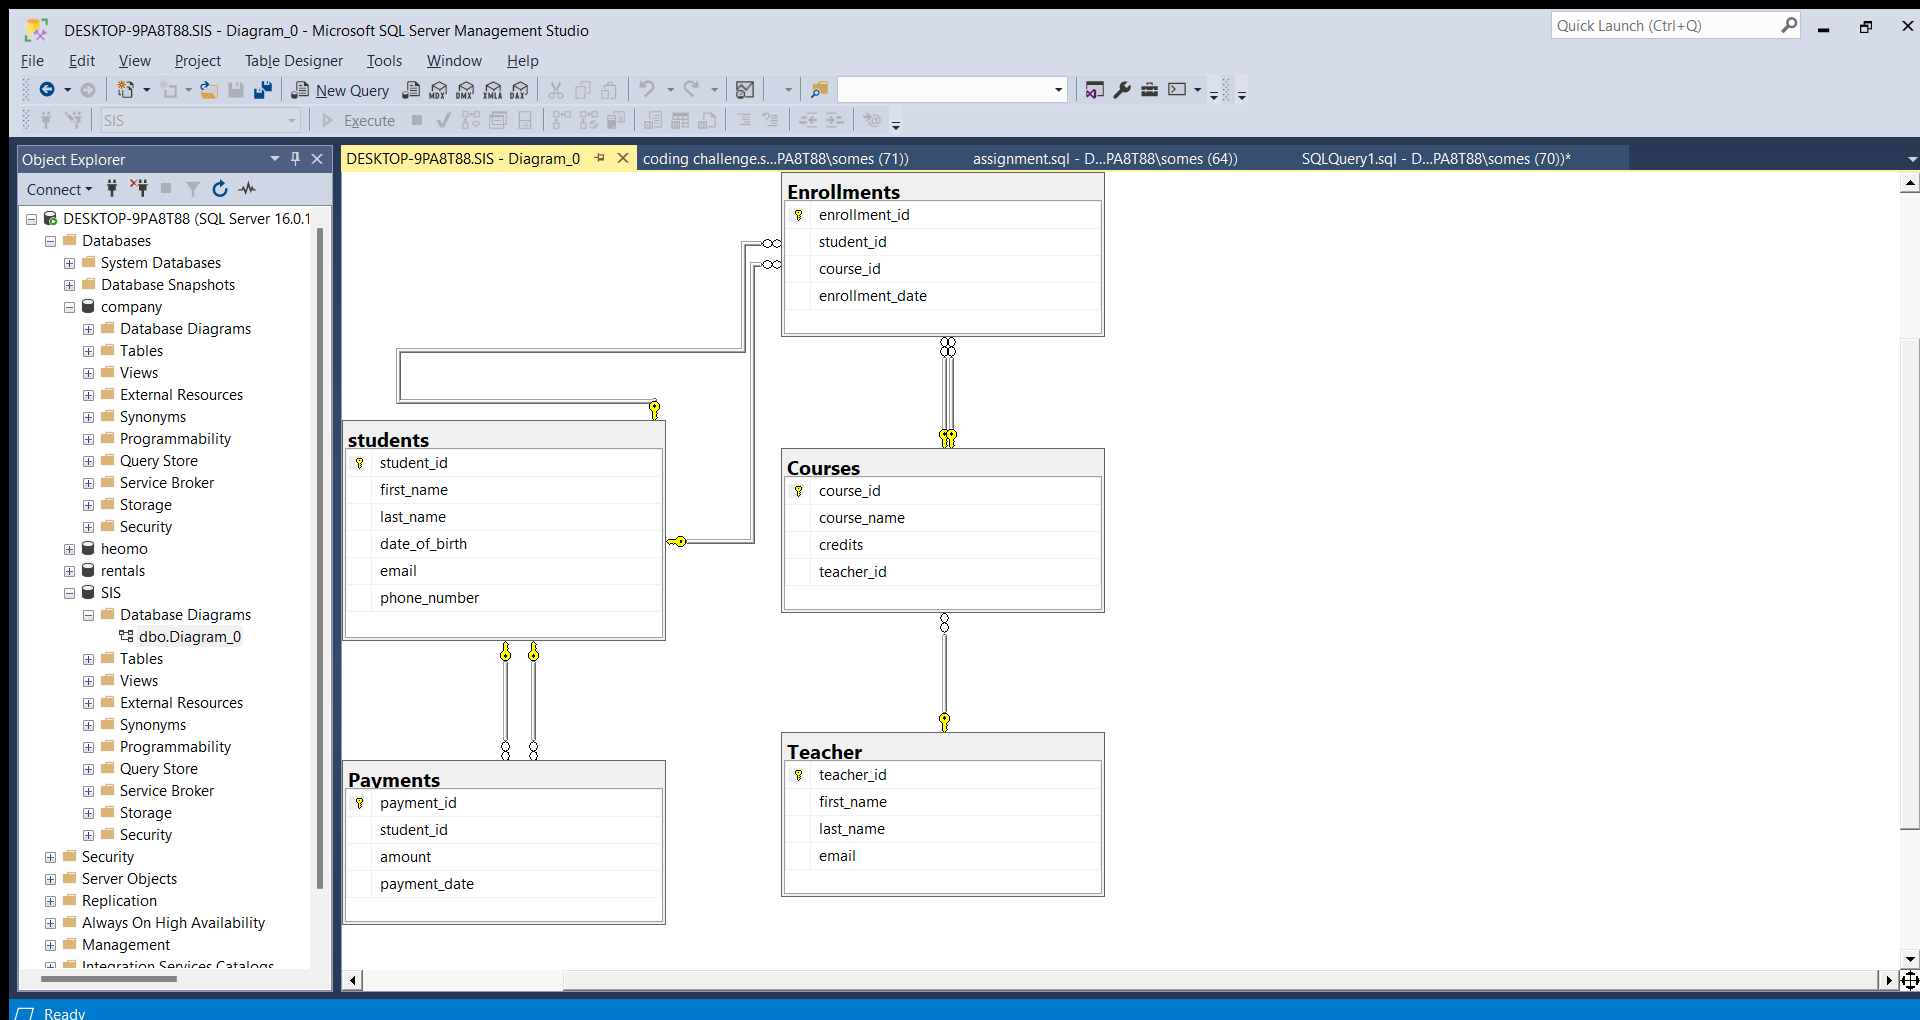 DESKTOP-9PA8T88.SIS - Diagram_0 - Microsoft SQL Server Management Studio
Quick Launch (Ctrl+Q)
File Edit View Project Table Designer Tools Window Help
New Query MDX DMX XMLA DAX
SIS Execute
Object Explorer
DESKTOP-9PA8T88.SIS - Diagram_0
coding challenge.s...PA8T88\somes (71))
assignment.sql - D...PA8T88\somes (64))
SQLQuery1.sql - D...PA8T88\somes (70))*
Connect
DESKTOP-9PA8T88 (SQL Server 16.0.1
Databases
System Databases
Database Snapshots
company
Database Diagrams
Tables
Views
External Resources
Synonyms
Programmability
Query Store
Service Broker
Storage
Security
heomo
rentals
SIS
Database Diagrams
dbo.Diagram_0
Tables
Views
External Resources
Synonyms
Programmability
Query Store
Service Broker
Storage
Security
Security
Server Objects
Replication
Always On High Availability
Management
Integration Services Catalogs
Enrollments
enrollment_id
student_id
course_id
enrollment_date
students
student_id
first_name
last_name
date_of_birth
email
phone_number
Courses
course_id
course_name
credits
teacher_id
Payments
payment_id
student_id
amount
payment_date
Teacher
teacher_id
first_name
last_name
email
Ready